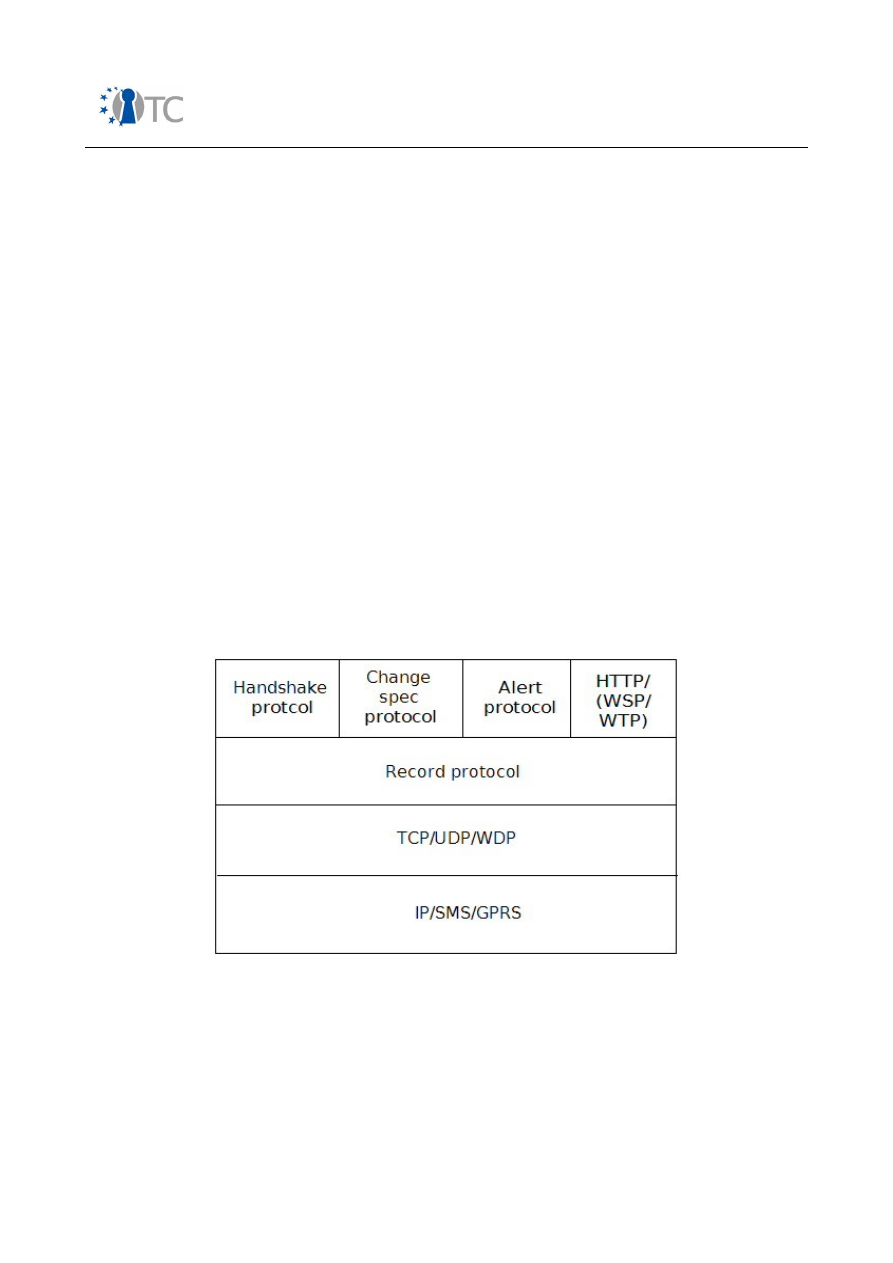 TC
Handshake
protcol
Change
spec
protocol
Alert
protocol
HTTP/
(WSP/
WTP)
Record protocol
TCP/UDP/WDP
IP/SMS/GPRS